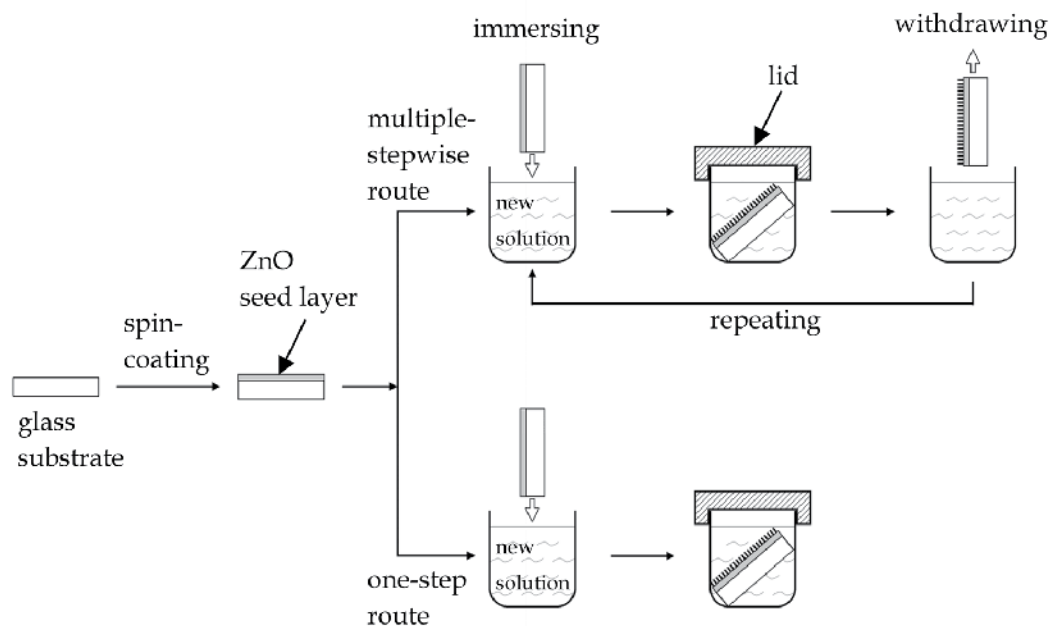 immersing
withdrawing
lid
multiple-
stepwise
route
new
solution
ZnO
seed layer
repeating
spin-
coating
glass
substrate
new
solution
one-step
route